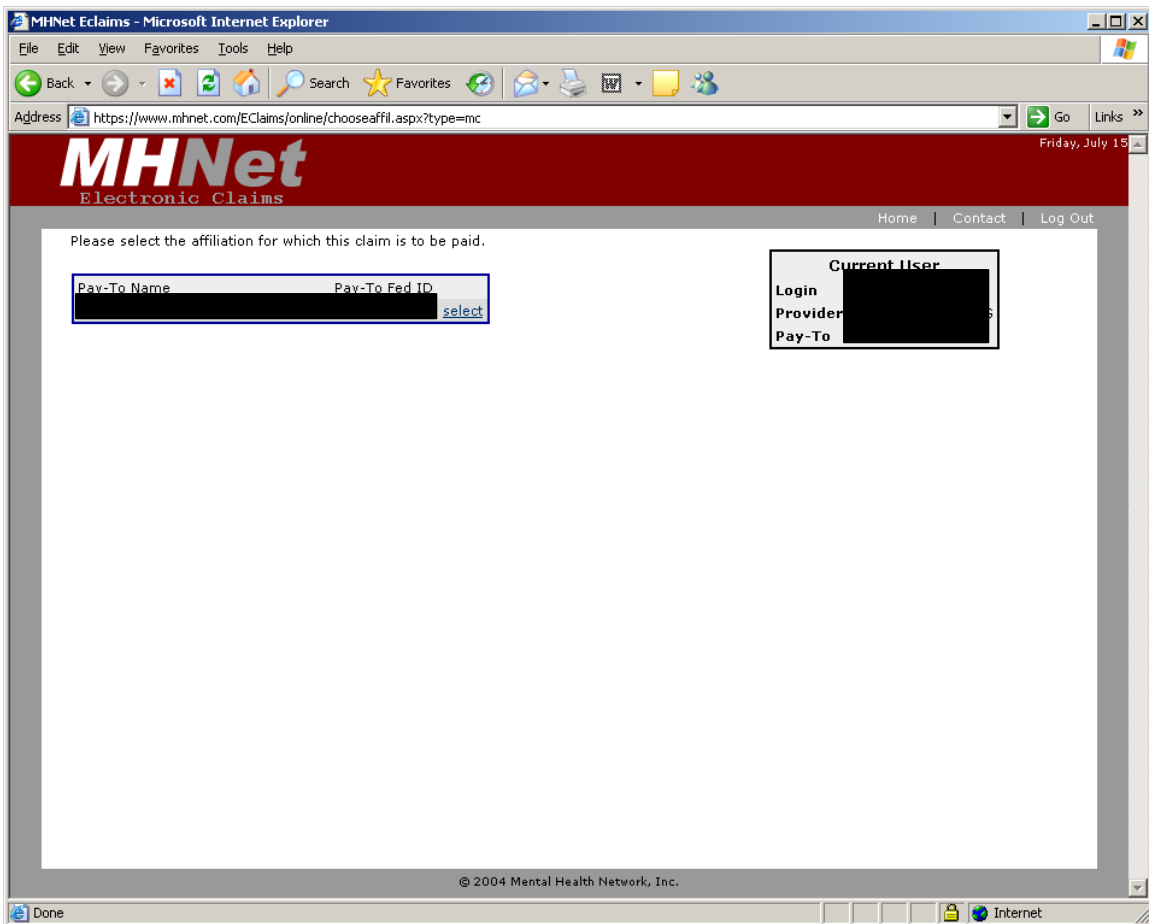 MHNet Eclaims - Microsoft Internet Explorer
File Edit View Favorites Tools Help
Back Search Favorites
Address https://www.mhnet.com/EClaims/online/chooseaffil.aspx?type=mc Go Links »
Friday, July 15
MHNet
Electronic Claims
Home | Contact | Log Out
Please select the affiliation for which this claim is to be paid.
Current User
Pay-To Name Pay-To Fed ID
Login
select
Provider
Pay-To
© 2004 Mental Health Network, Inc.
Done Internet